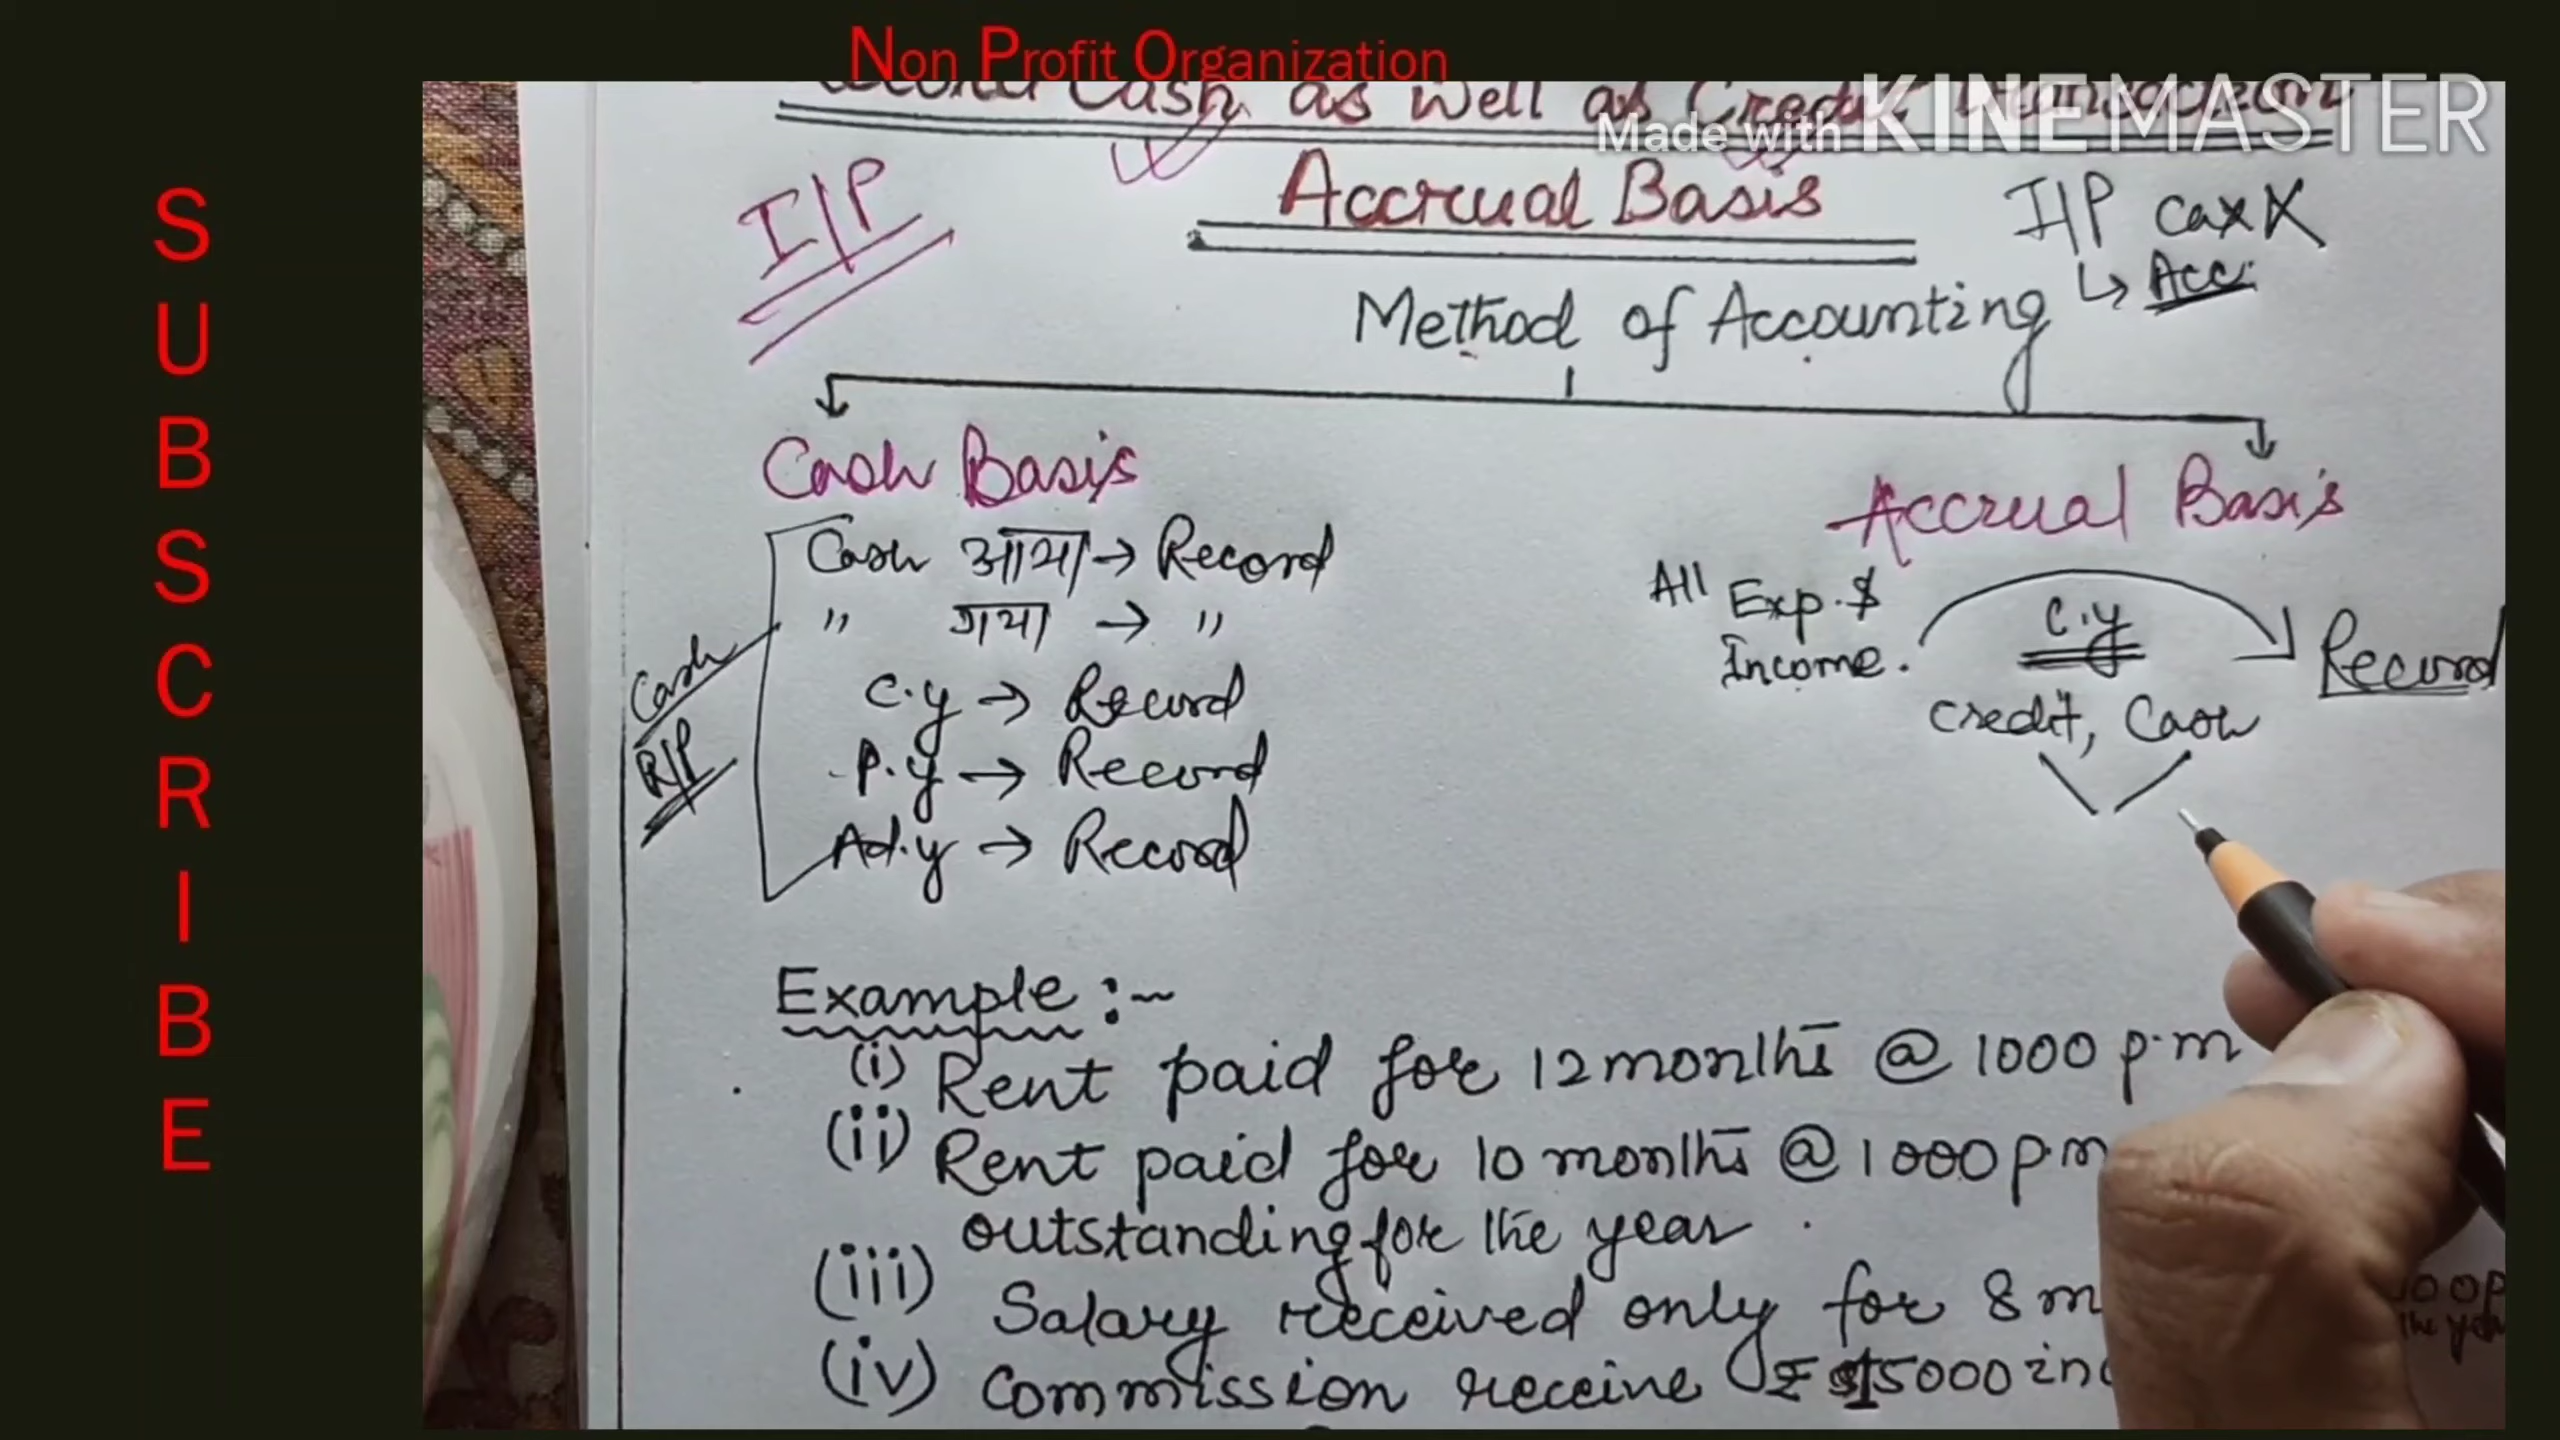 Non Profit Organization
Made with KINEMASTER
SUBSCRIBE
Cash as well as Credit
I/P
Accrual Basis
I/P
Acc.
Method of Accounting
Cash Basis
Accrual Basis
Cash आया → Record
" गया → "
C.y → Record
P.y → Record
Ad.y → Record
Cash
R/P
All Exp. $
Income.
C.y
Record
Credit, Cash
Example :~
(i) Rent paid for 12 months @ 1000 p.m
(ii) Rent paid for 10 months @ 1000 p.m
outstanding for the year
(iii) Salary received only for 8 m
(iv) Commission receive ₹ 15000